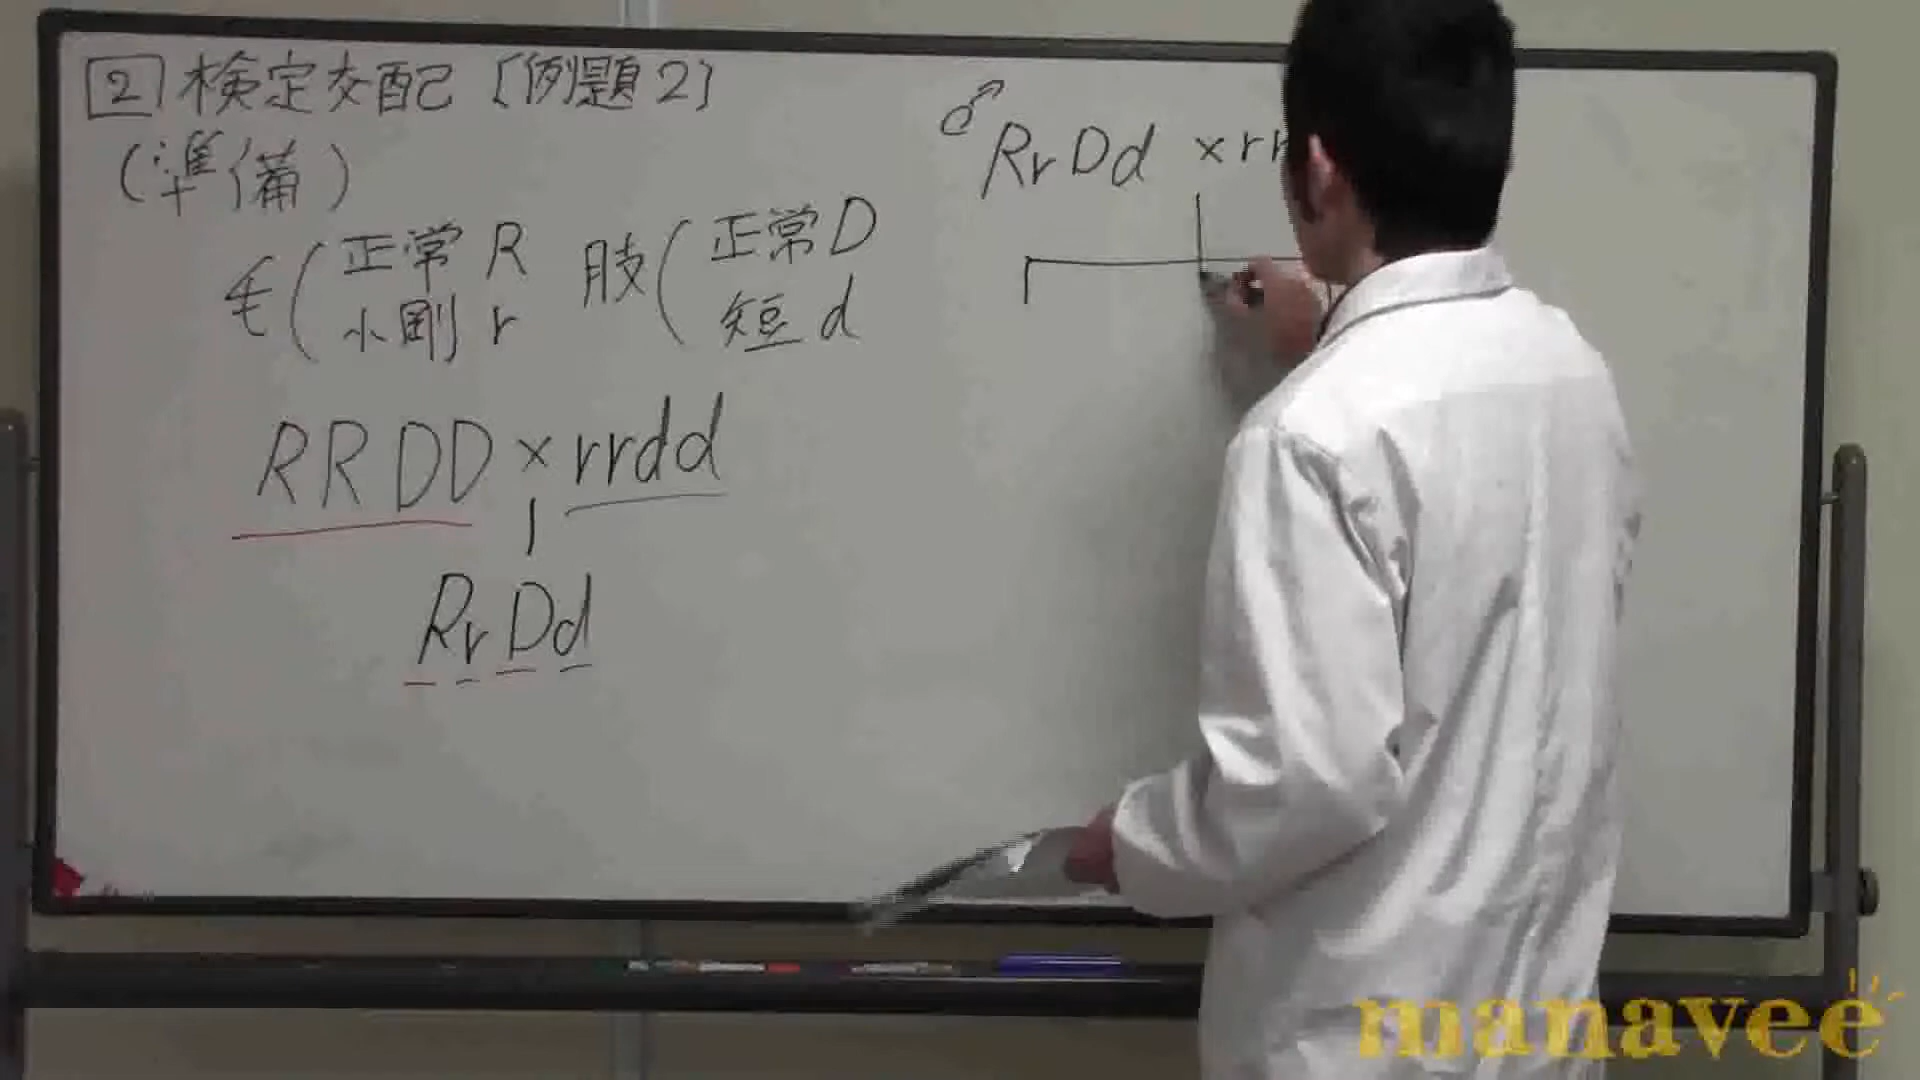 2 検定交配〔例題2〕
(準備)
毛(正常 R 肢(正常 D
小剛 r 短 d
RRDD×rrdd
RrDd
♂
RrDd ×rr
manavee